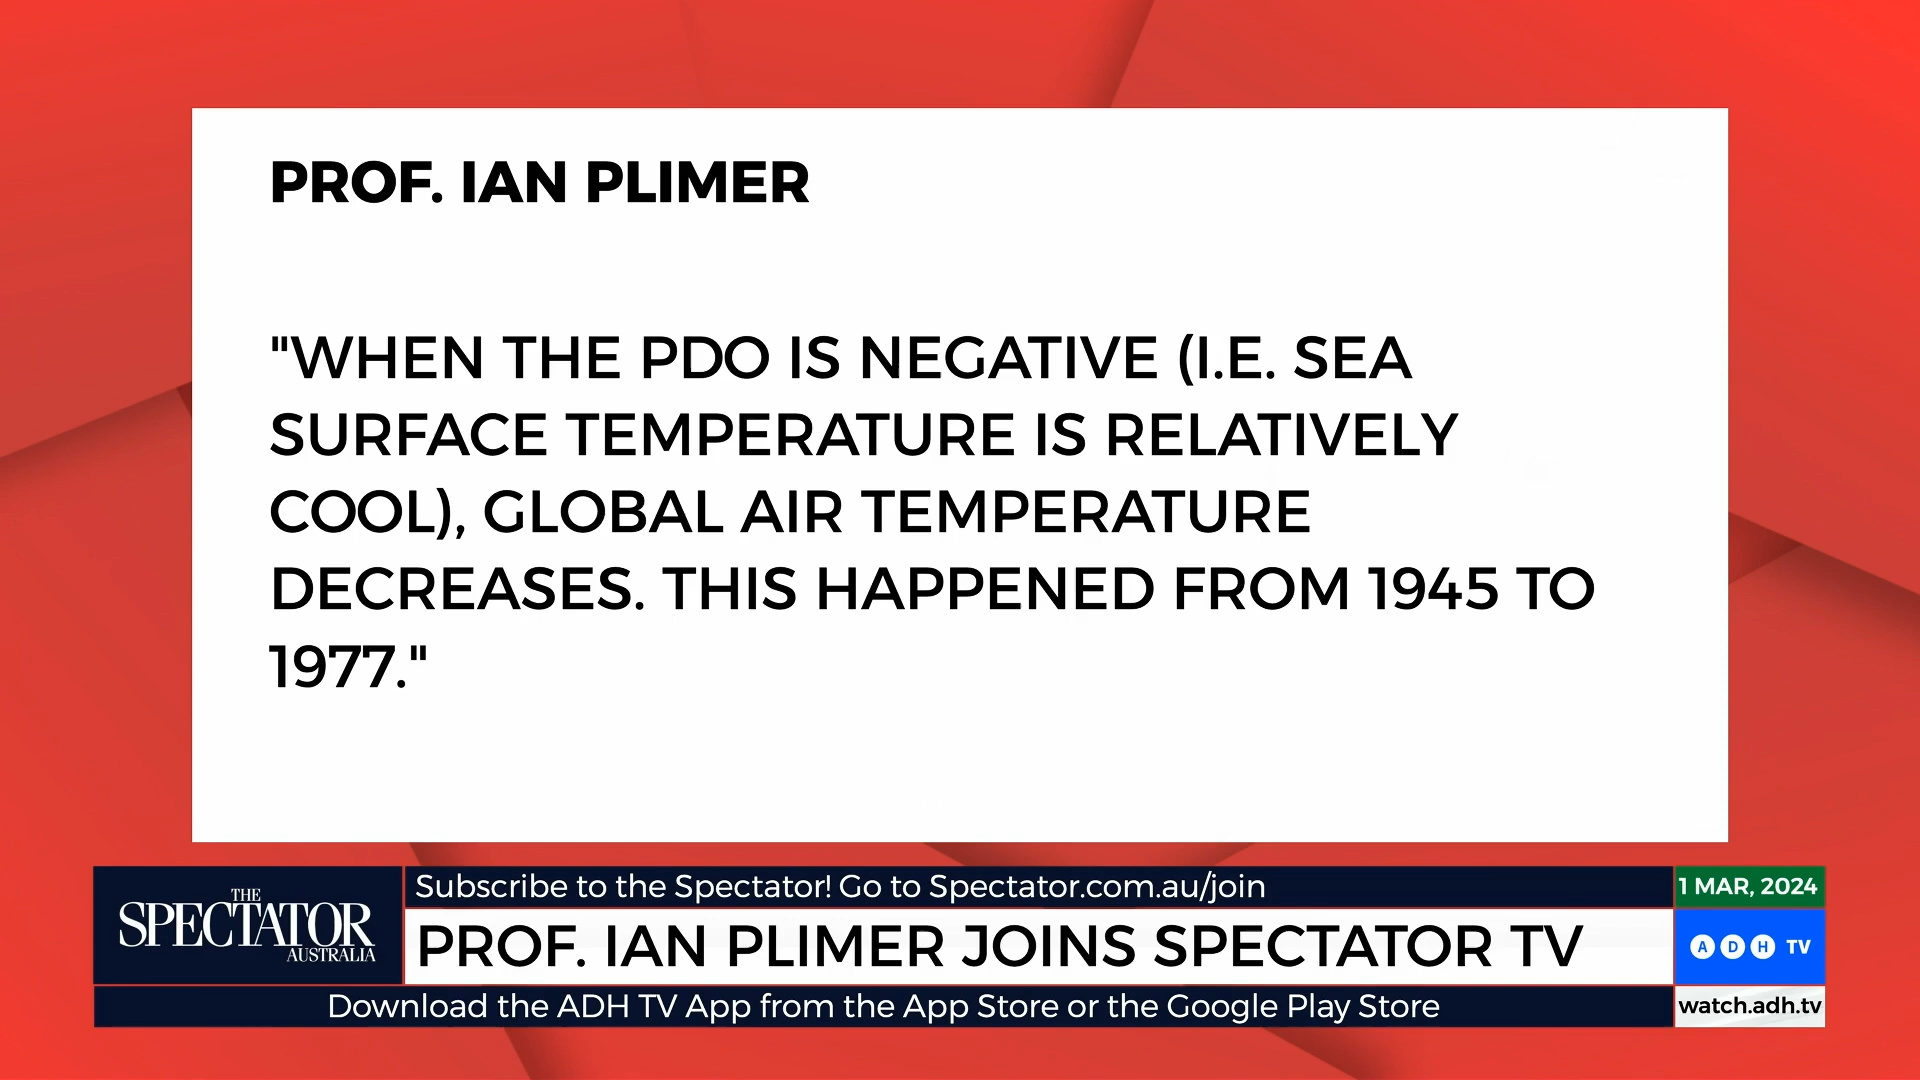 PROF. IAN PLIMER
"WHEN THE PDO IS NEGATIVE (I.E. SEA
SURFACE TEMPERATURE IS RELATIVELY
COOL), GLOBAL AIR TEMPERATURE
DECREASES. THIS HAPPENED FROM 1945 TO
1977."
THE
SPECTATOR
AUSTRALIA
Subscribe to the Spectator! Go to Spectator.com.au/join
PROF. IAN PLIMER JOINS SPECTATOR TV
Download the ADH TV App from the App Store or the Google Play Store
1 MAR, 2024
ADH TV
watch.adh.tv